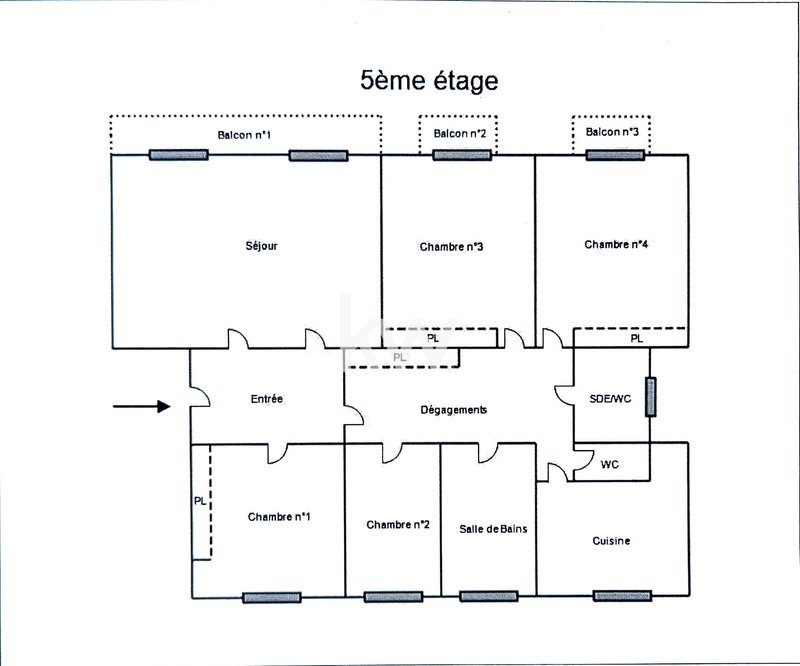 5ème étage
Balcon n°1
Balcon n°2
Balcon n°3
Séjour
Chambre n°3
Chambre n°4
PL
PL
kw
PL
Entrée
Dégagements
SDE/WC
WC
PL
Chambre n°1
Chambre n°2
Salle de Bains
Cuisine